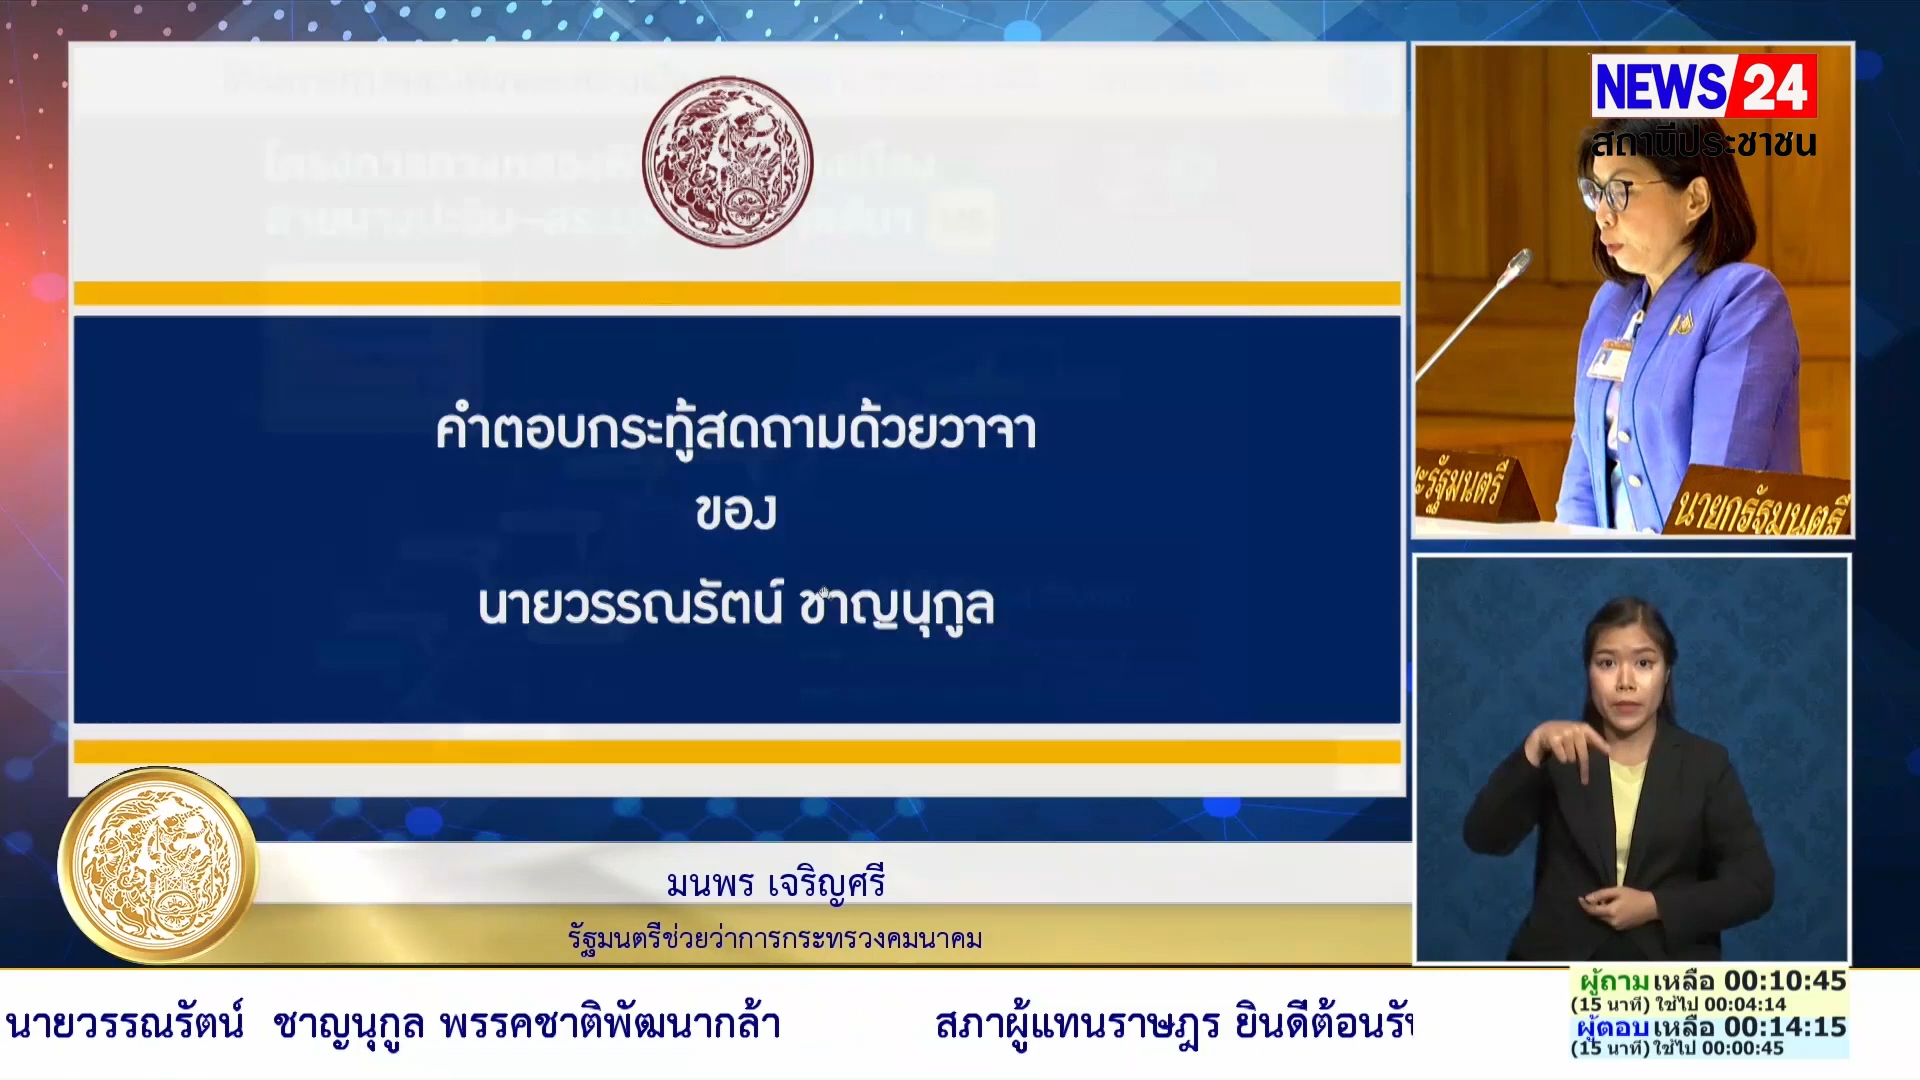 NEWS 24
สถานีประชาชน
คำตอบกระทู้สดถามด้วยวาจา
ของ
นายวรรณรัตน์ ชาญนุกูล
ะรัฐมนตรี
นายกรัฐมนตรี
มนพร เจริญศรี
รัฐมนตรีช่วยว่าการกระทรวงคมนาคม
นายวรรณรัตน์ ชาญนุกูล พรรคชาติพัฒนากล้า สภาผู้แทนราษฎร ยินดีต้อนรับ
ผู้ถาม เหลือ 00:10:45
(15 นาที) ใช้ไป 00:04:14
ผู้ตอบ เหลือ 00:14:15
(15 นาที) ใช้ไป 00:00:45